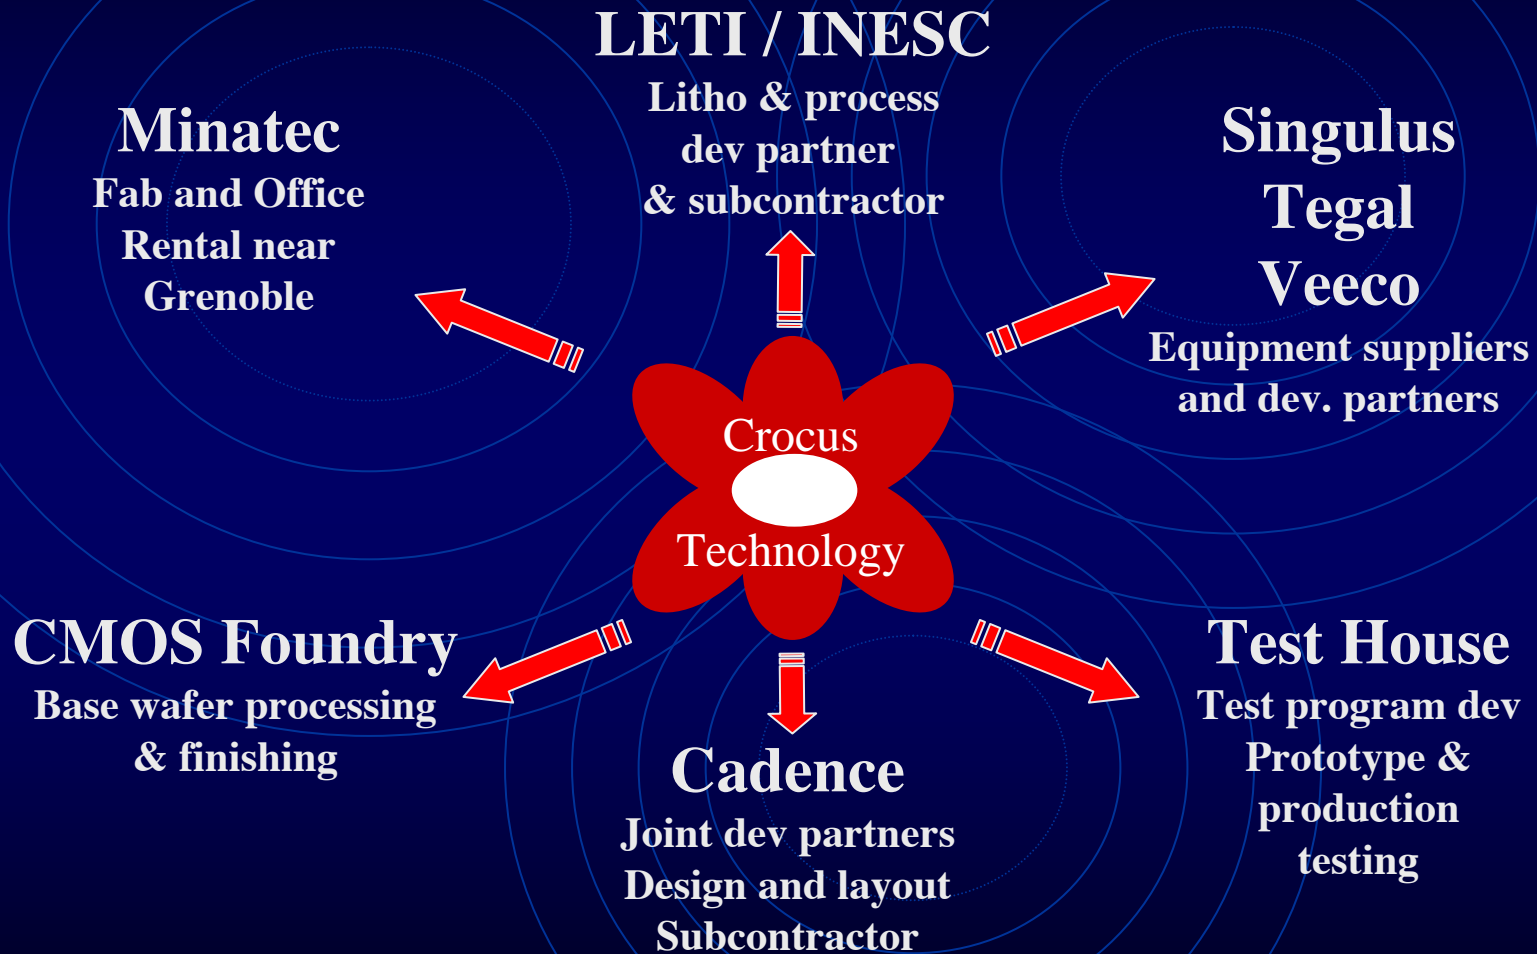 LETI / INESC
Litho & process
dev partner
& subcontractor
Minatec
Fab and Office
Rental near
Grenoble
Singulus
Tegal
Veeco
Equipment suppliers
and dev. partners
Crocus
Technology
CMOS Foundry
Base wafer processing
& finishing
Cadence
Joint dev partners
Design and layout
Subcontractor
Test House
Test program dev
Prototype &
production
testing